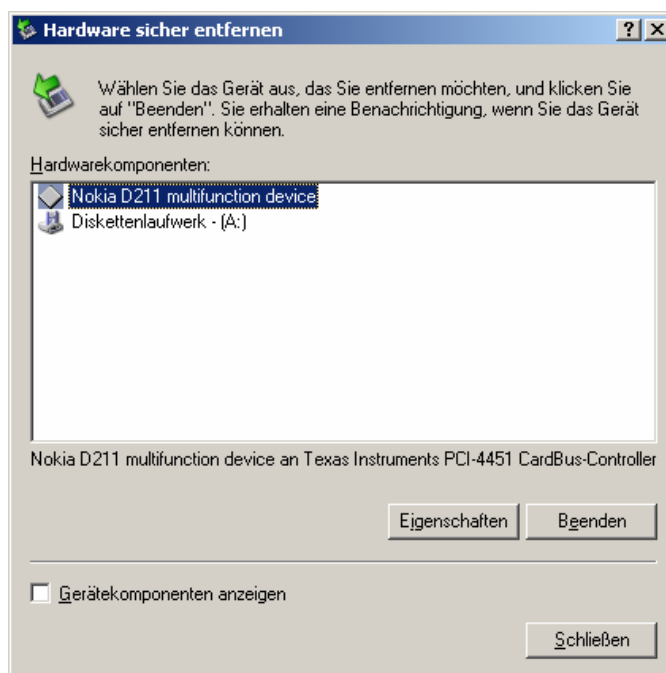 Hardware sicher entfernen
Wählen Sie das Gerät aus, das Sie entfernen möchten, und klicken Sie
auf "Beenden". Sie erhalten eine Benachrichtigung, wenn Sie das Gerät
sicher entfernen können.
Hardwarekomponenten:
Nokia D211 multifunction device
Diskettenlaufwerk - (A:)
Nokia D211 multifunction device an Texas Instruments PCI-4451 CardBus-Controller
Eigenschaften Beenden
Gerätekomponenten anzeigen
Schließen